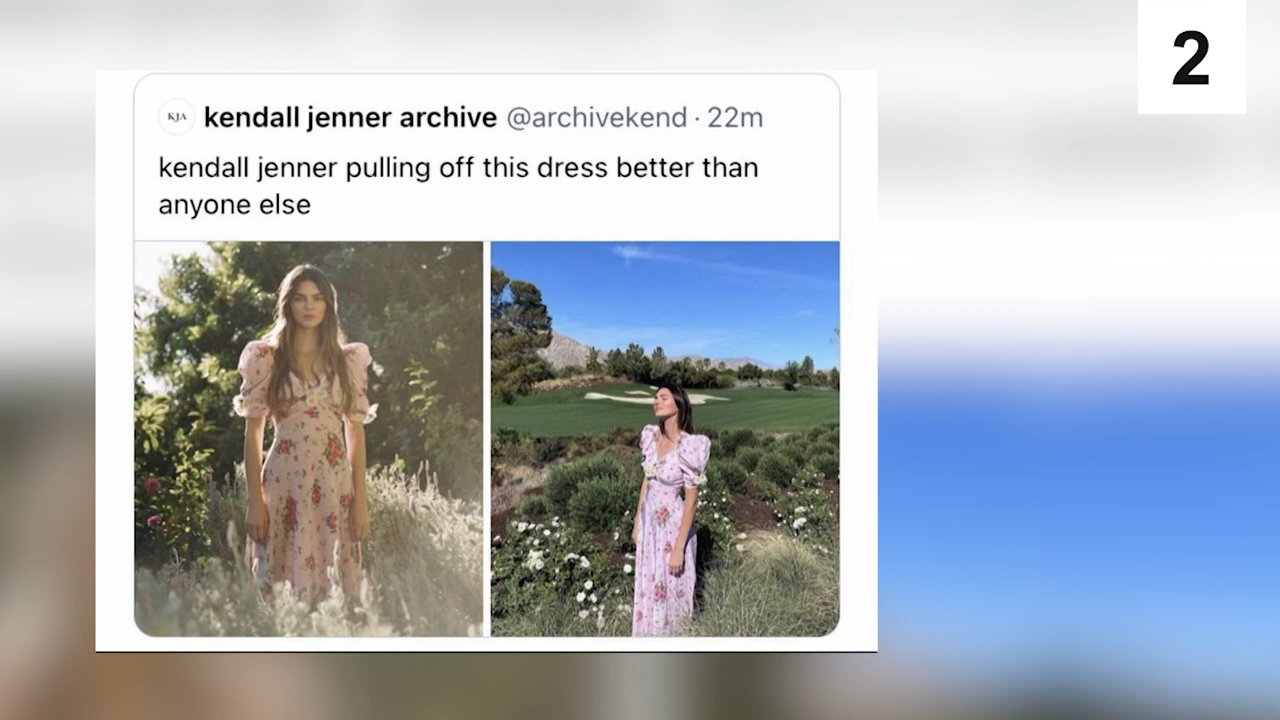 2
KJA kendall jenner archive @archivekend · 22m
kendall jenner pulling off this dress better than
anyone else